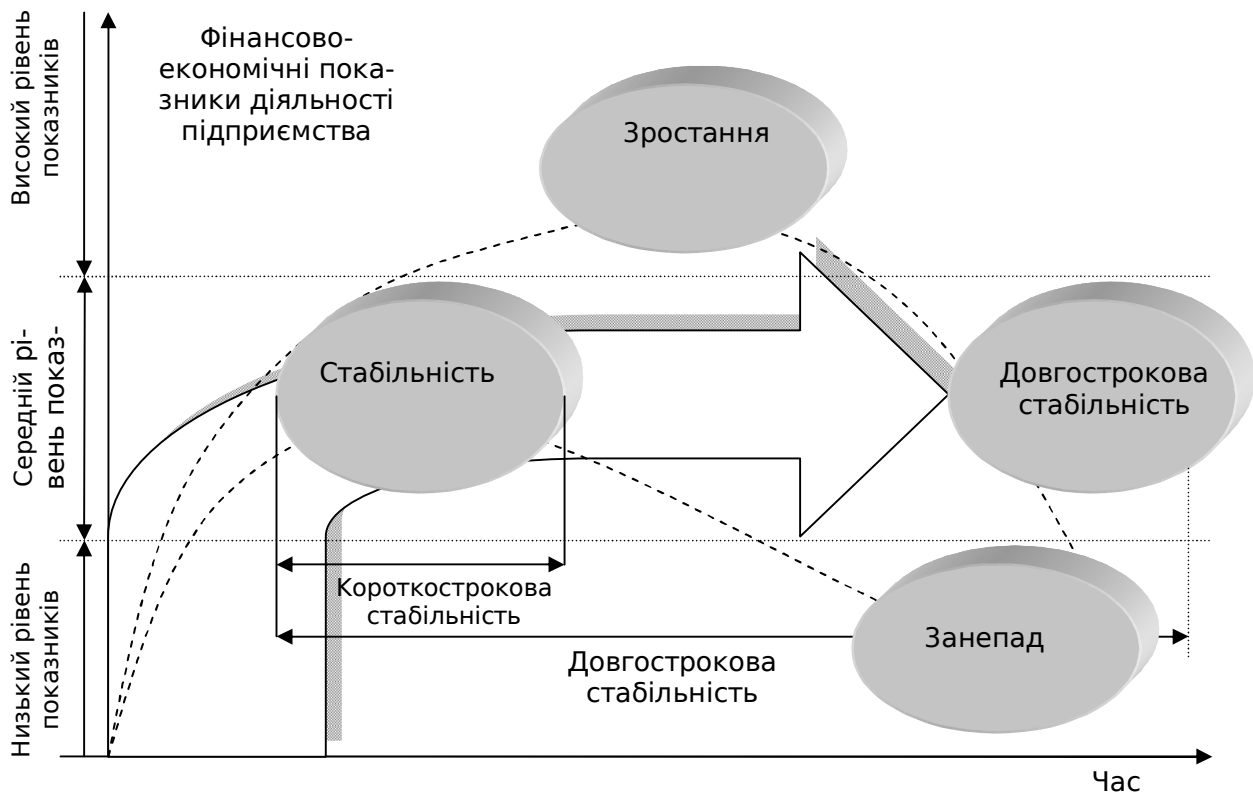 Високий рівень
показників
Фінансово-
економічні пока-
зники діяльності
підприємства
Зростання
Середній рі-
вень показ-
Стабільність
Довгострокова
стабільність
Низький рівень
показників
Короткострокова
стабільність
Довгострокова
стабільність
Занепад
Час